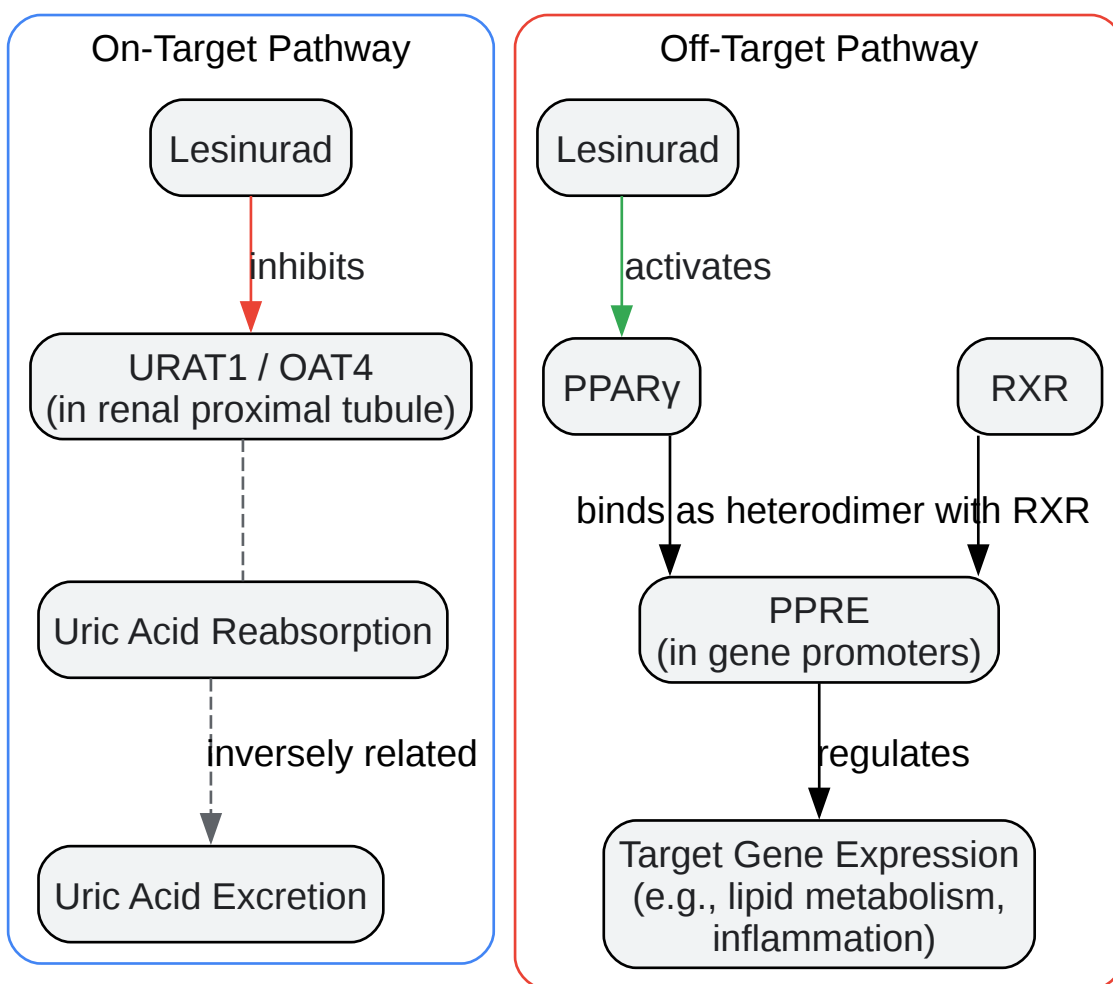 On-Target Pathway
Lesinurad
inhibits
URAT1 / OAT4
(in renal proximal tubule)
Uric Acid Reabsorption
inversely related
Uric Acid Excretion
Off-Target Pathway
Lesinurad
activates
PPARγ
RXR
binds as heterodimer with RXR
PPRE
(in gene promoters)
regulates
Target Gene Expression
(e.g., lipid metabolism,
inflammation)